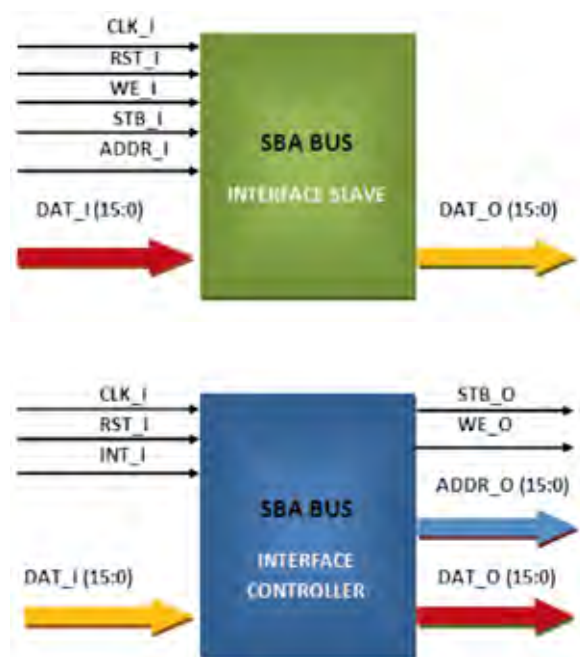 CLK_I
RST_I
WE_I
STB_I
ADDR_I
SBA BUS
INTERFACE SLAVE
DAT_I (15:0)
DAT_O (15:0)
CLK_I
RST_I
INT_I
STB_O
WE_O
ADDR_O (15:0)
SBA BUS
INTERFACE
CONTROLLER
DAT_I (15:0)
DAT_O (15:0)